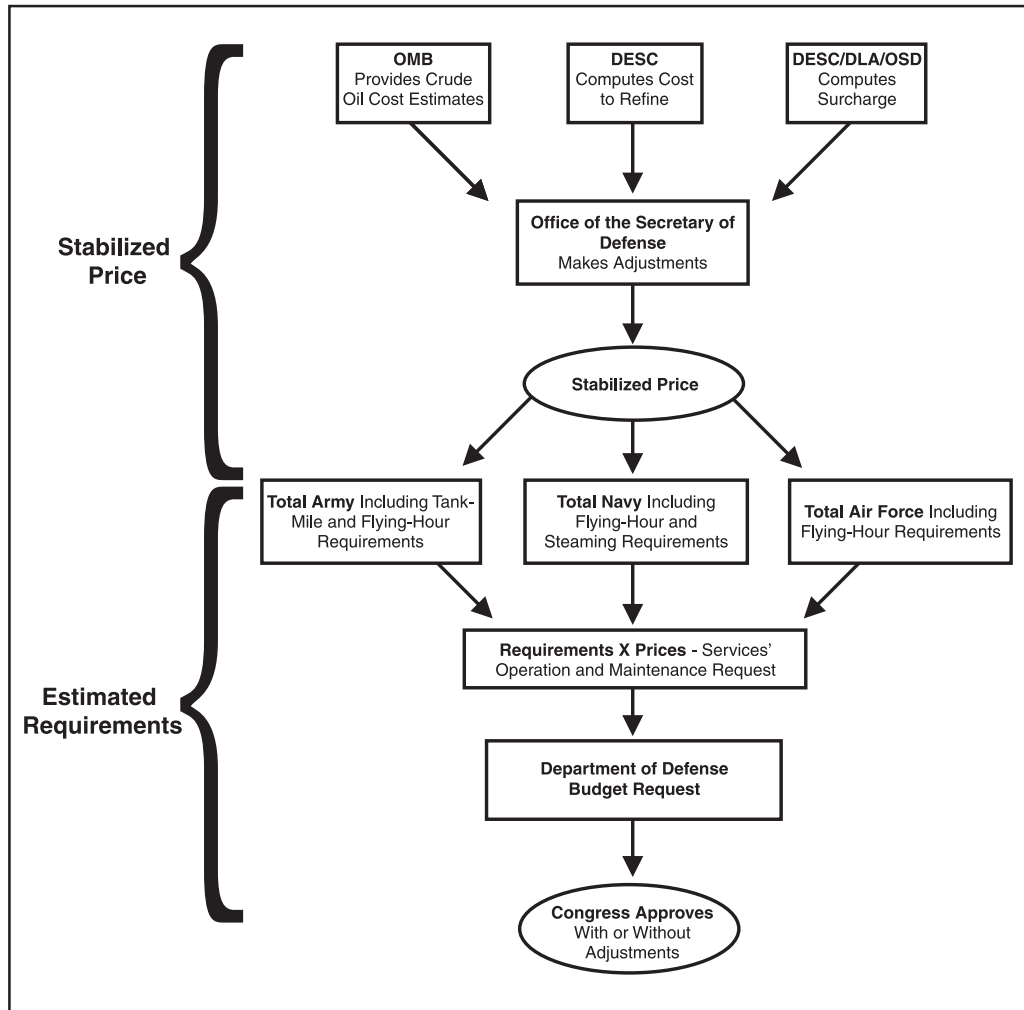 OMB
Provides Crude
Oil Cost Estimates
DESC
Computes Cost
to Refine
DESC/DLA/OSD
Computes
Surcharge
Office of the Secretary of
Defense
Makes Adjustments
Stabilized
Price
Stabilized Price
Total Army Including Tank-
Mile and Flying-Hour
Requirements
Total Navy Including
Flying-Hour and
Steaming Requirements
Total Air Force Including
Flying-Hour Requirements
Requirements X Prices - Services'
Operation and Maintenance Request
Estimated
Requirements
Department of Defense
Budget Request
Congress Approves
With or Without
Adjustments